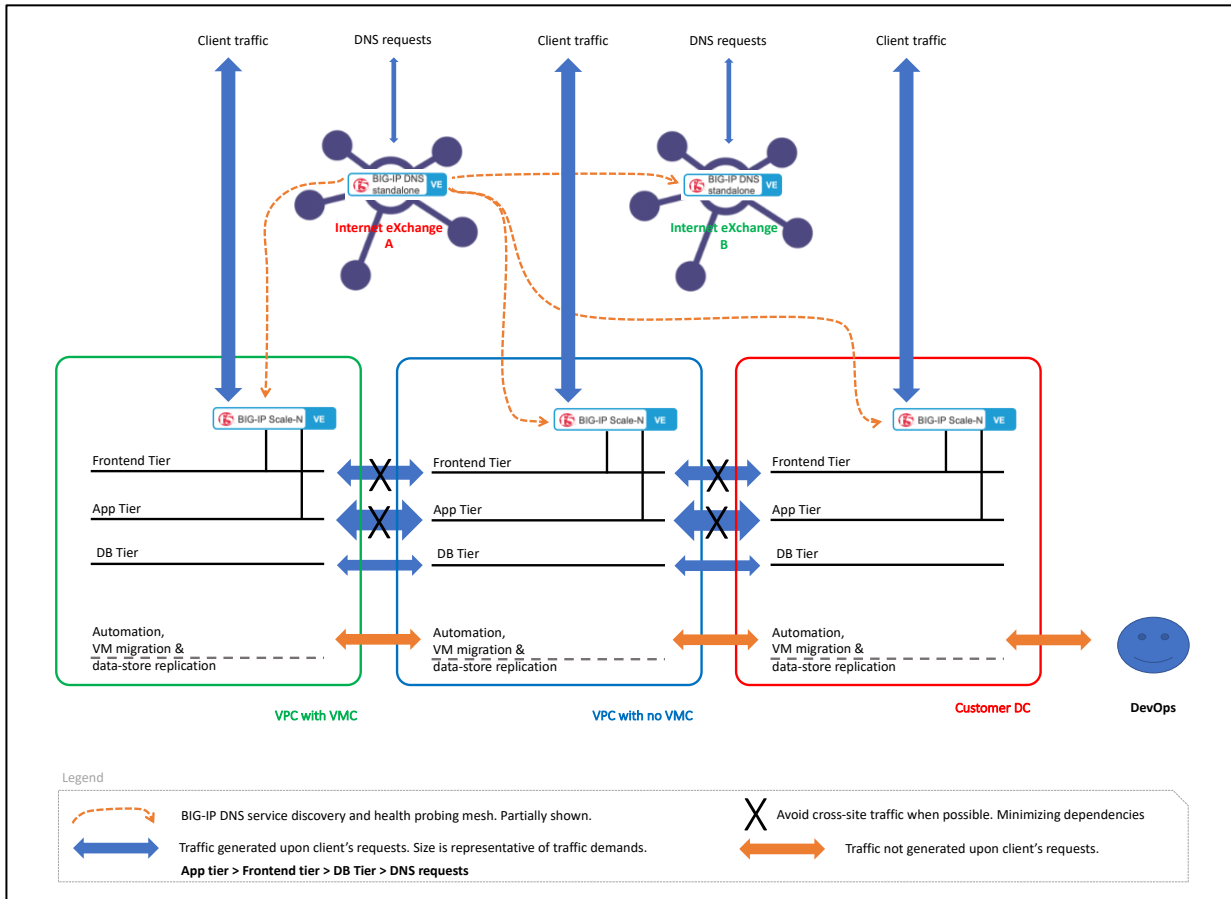 Client traffic
DNS requests
Client traffic
DNS requests
Client traffic
BIG-IP DNS
standalone
VE
BIG-IP DNS
standalone
VE
Internet eXchange
A
Internet eXchange
B
BIG-IP Scale-N VE
BIG-IP Scale-N VE
BIG-IP Scale-N VE
Frontend Tier
X
Frontend Tier
X
Frontend Tier
App Tier
X
App Tier
X
App Tier
DB Tier
DB Tier
DB Tier
Automation,
VM migration &
data-store replication
Automation,
VM migration &
data-store replication
Automation,
VM migration &
data-store replication
VPC with VMC
VPC with no VMC
Customer DC
DevOps
Legend
BIG-IP DNS service discovery and health probing mesh. Partially shown.
X Avoid cross-site traffic when possible. Minimizing dependencies
Traffic generated upon client's requests. Size is representative of traffic demands.
Traffic not generated upon client's requests.
App tier > Frontend tier > DB Tier > DNS requests